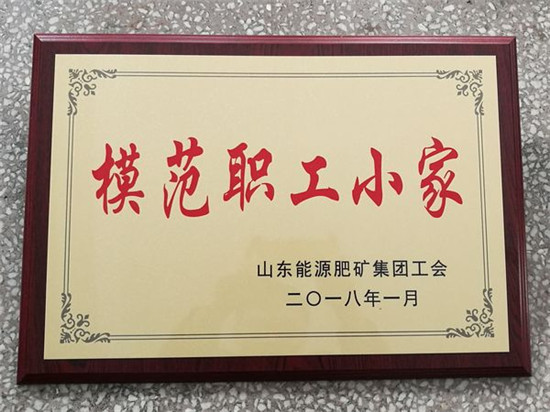 模范职工小家
山东能源肥矿集团工会
二〇一八年一月